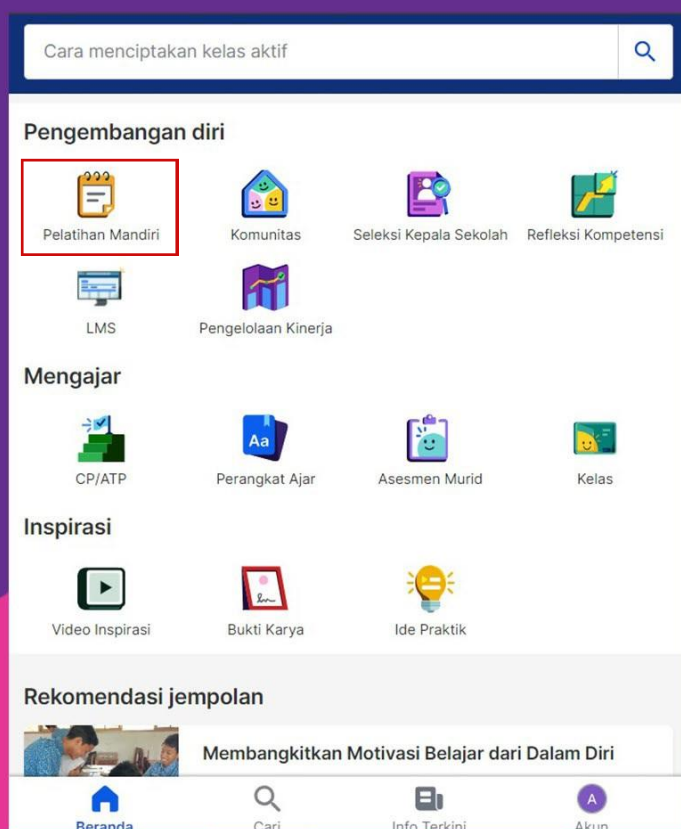 Cara menciptakan kelas aktif
Pengembangan diri
Pelatihan Mandiri
Komunitas
Seleksi Kepala Sekolah
Refleksi Kompetensi
LMS
Pengelolaan Kinerja
Mengajar
CP/ATP
Aa
Perangkat Ajar
Asesmen Murid
Kelas
Inspirasi
Video Inspirasi
Bukti Karya
Ide Praktik
Rekomendasi jempolan
Membangkitkan Motivasi Belajar dari Dalam Diri
A
Beranda
Cari
Info Terkini
Akun